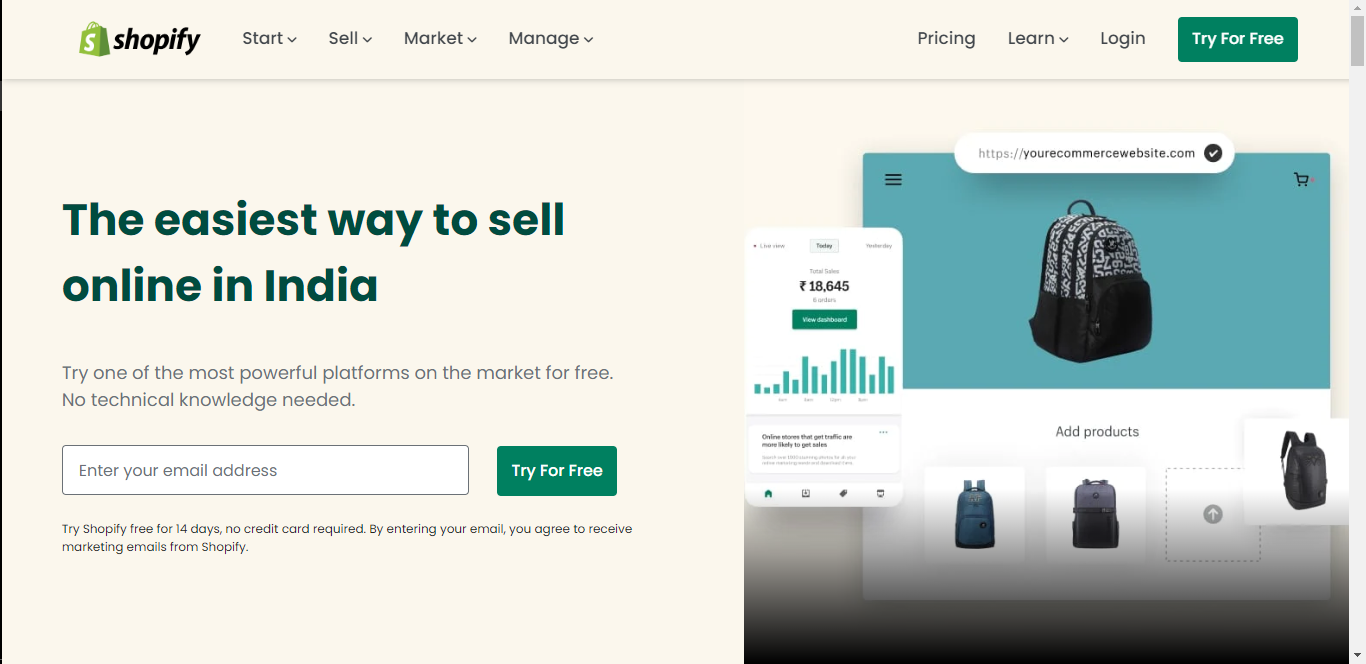 shopify
Start
Sell
Market
Manage
Pricing
Learn
Login
Try For Free
The easiest way to sell
online in India
Try one of the most powerful platforms on the market for free.
No technical knowledge needed.
Enter your email address
Try For Free
Try Shopify free for 14 days, no credit card required. By entering your email, you agree to receive
marketing emails from Shopify.
https://yourecommercewebsite.com
Live view
Today
Yesterday
Total Sales
₹ 18,645
6 orders
View dashboard
Online stores that get traffic are
more likely to get sales
Add products